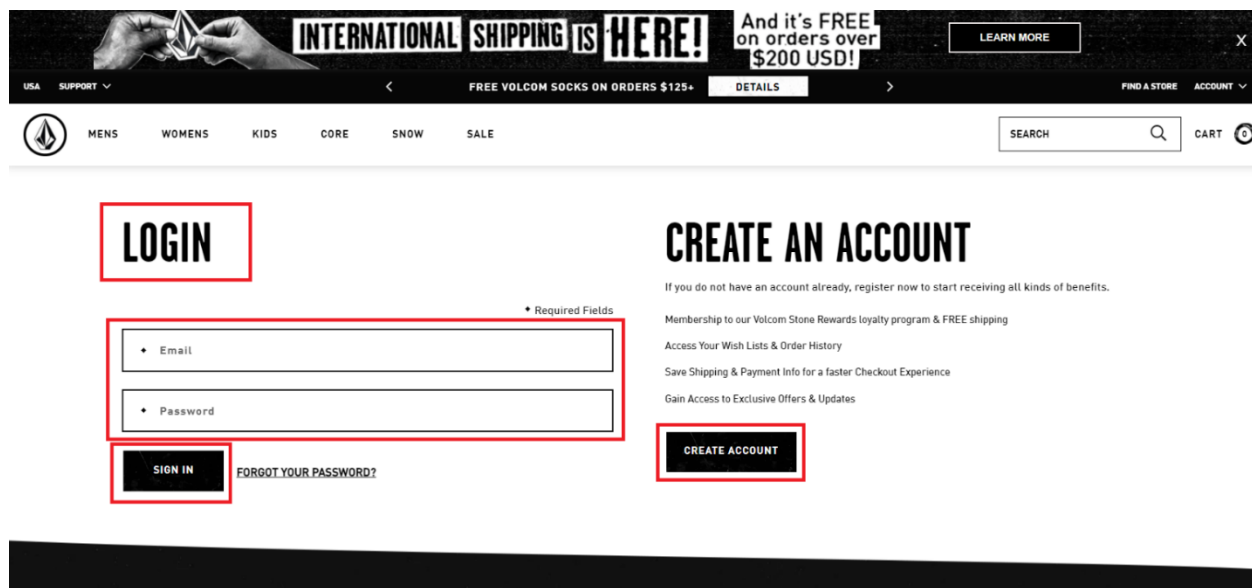 INTERNATIONAL SHIPPING IS HERE!
And it's FREE
on orders over
$200 USD!
LEARN MORE
X
USA SUPPORT
FREE VOLCOM SOCKS ON ORDERS $125+ DETAILS
FIND A STORE ACCOUNT
MENS WOMENS KIDS CORE SNOW SALE
SEARCH
CART 0
LOGIN
* Required Fields
* Email
* Password
SIGN IN
FORGOT YOUR PASSWORD?
CREATE AN ACCOUNT
If you do not have an account already, register now to start receiving all kinds of benefits.
Membership to our Volcom Stone Rewards loyalty program & FREE shipping
Access Your Wish Lists & Order History
Save Shipping & Payment Info for a faster Checkout Experience
Gain Access to Exclusive Offers & Updates
CREATE ACCOUNT